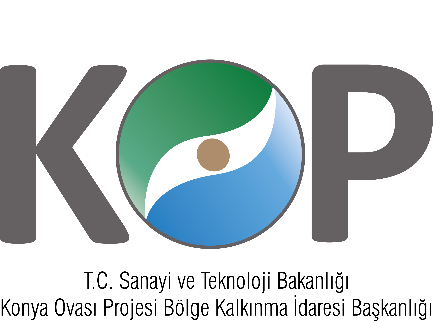 KOP
T.C. Sanayi ve Teknoloji Bakanlığı
Konya Ovası Projesi Bölge Kalkınma İdaresi Başkanlığı